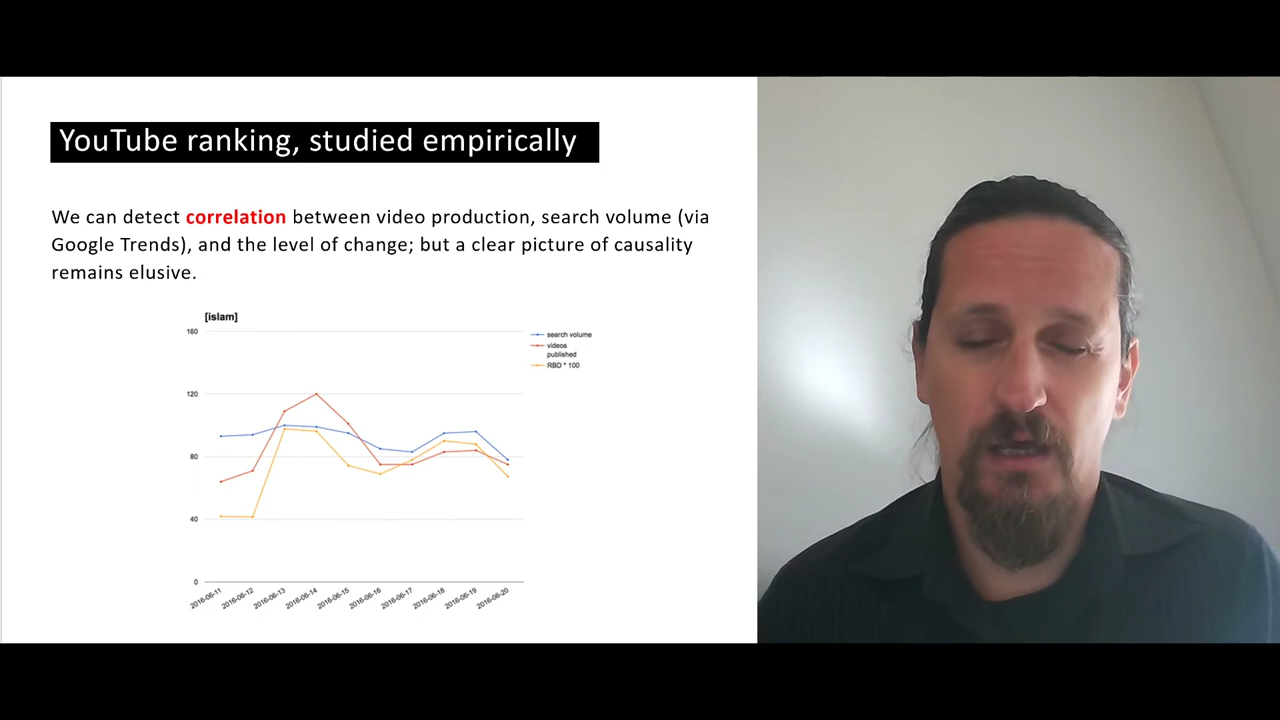 YouTube ranking, studied empirically
We can detect correlation between video production, search volume (via
Google Trends), and the level of change; but a clear picture of causality
remains elusive.
[islam]
160
120
80
40
0
search volume
videos
published
RBD * 100
2016-06-11
2016-06-12
2016-06-13
2016-06-14
2016-06-15
2016-06-16
2016-06-17
2016-06-18
2016-06-19
2016-06-20